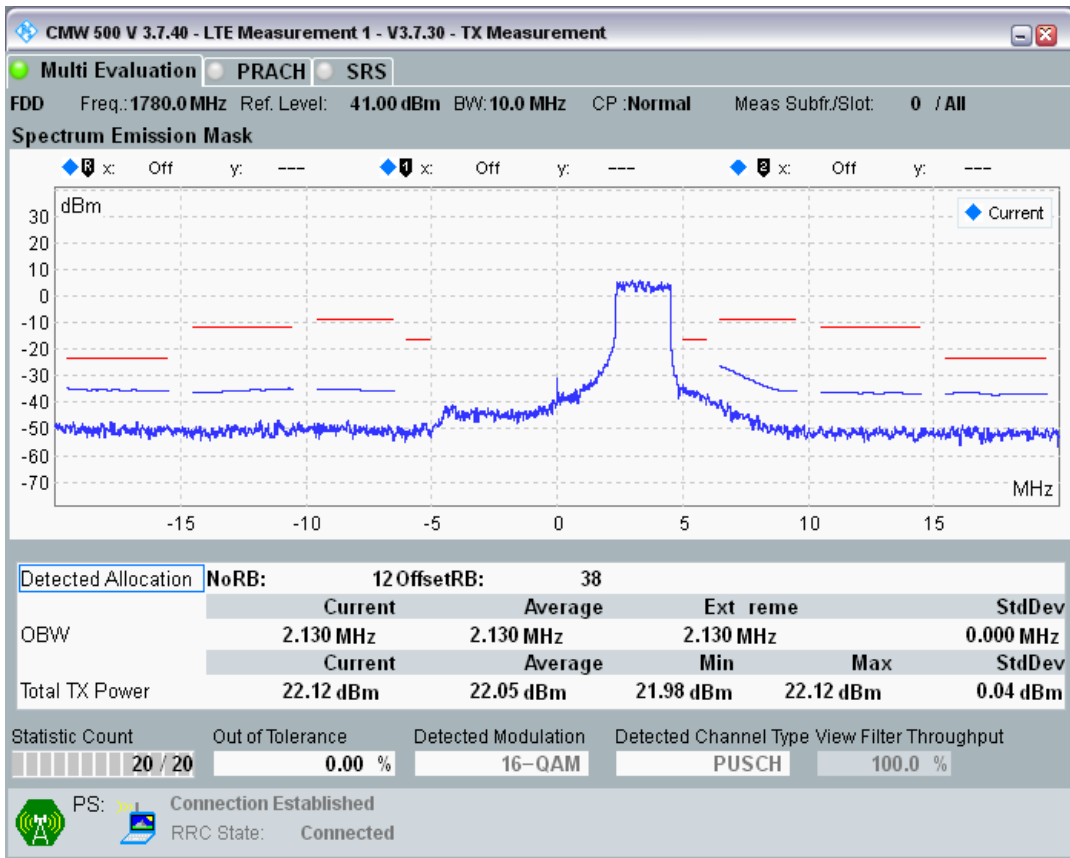 CMW 500 V 3.7.40 - LTE Measurement 1 - V3.7.30 - TX Measurement
Multi Evaluation PRACH SRS
FDD Freq.: 1780.0 MHz Ref. Level: 41.00 dBm BW: 10.0 MHz CP : Normal Meas Subfr./Slot: 0 / All
Spectrum Emission Mask
R x: Off y: --- 1 x: Off y: --- 2 x: Off y: ---
dBm
Current
30
20
10
0
-10
-20
-30
-40
-50
-60
-70
MHz
-15 -10 -5 0 5 10 15
Detected Allocation NoRB: 12 OffsetRB: 38
Current Average Ext reme StdDev
OBW 2.130 MHz 2.130 MHz 2.130 MHz 0.000 MHz
Current Average Min Max StdDev
Total TX Power 22.12 dBm 22.05 dBm 21.98 dBm 22.12 dBm 0.04 dBm
Statistic Count Out of Tolerance Detected Modulation Detected Channel Type View Filter Throughput
20 / 20 0.00 % 16-QAM PUSCH 100.0 %
PS: Connection Established
RRC State: Connected